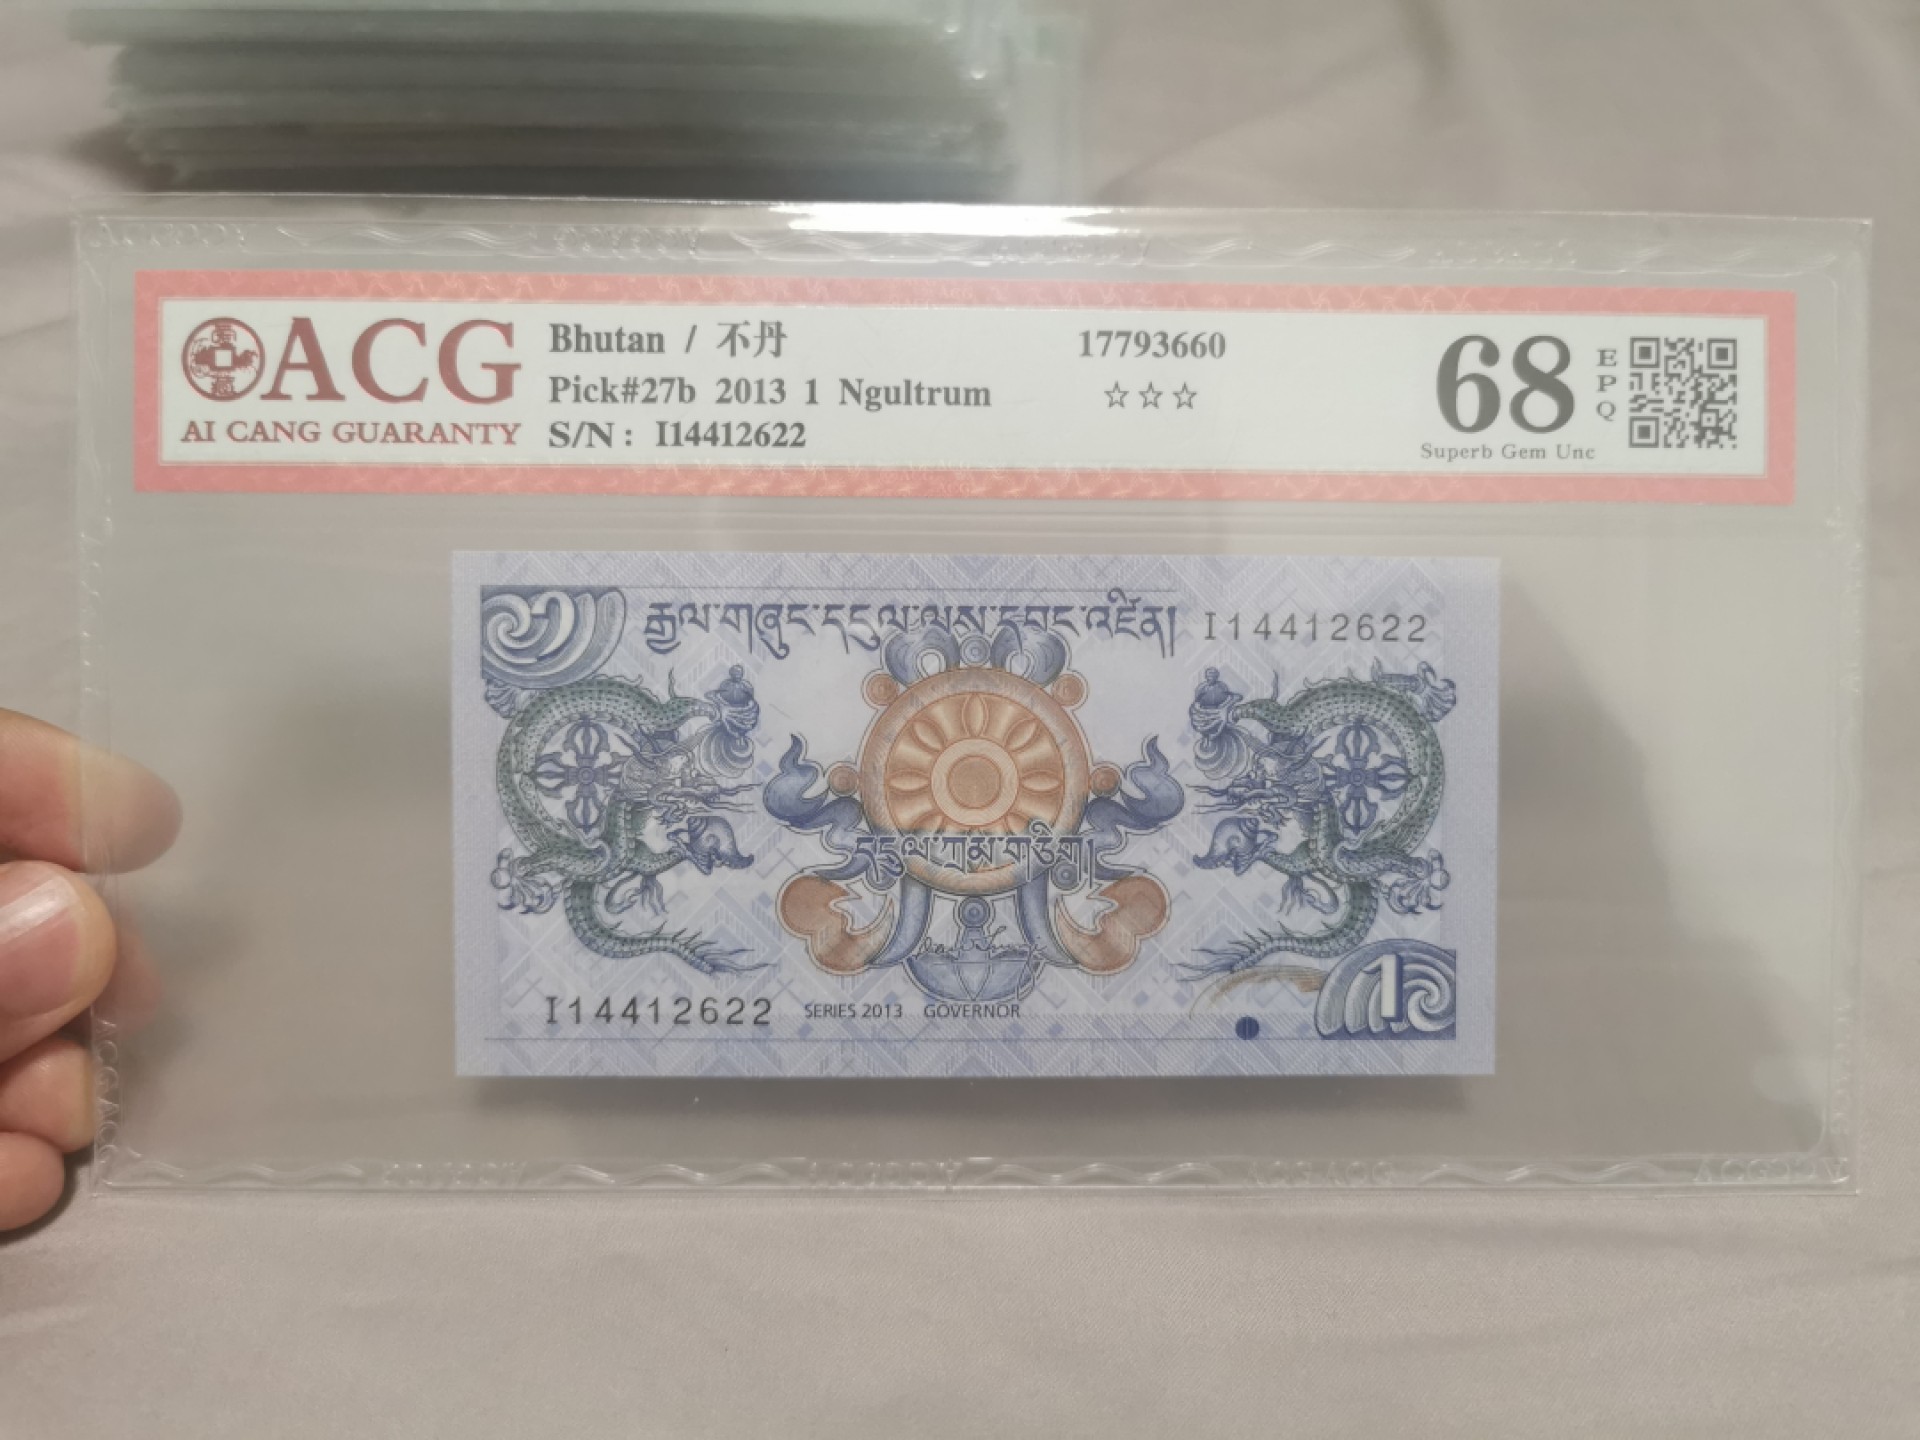 ACG
AI CANG GUARANTY
Bhutan / 不丹
Pick#27b 2013 1 Ngultrum
S/N: I14412622
17793660
☆☆☆
68
EPQ
Superb Gem Unc
༡
རྒྱལ་གཞུང་དངུལ་ལས་དབང་འཛིན།
I14412622
དངུལ་ཀྲམ་གཅིག།
I14412622
SERIES 2013 GOVERNOR
1